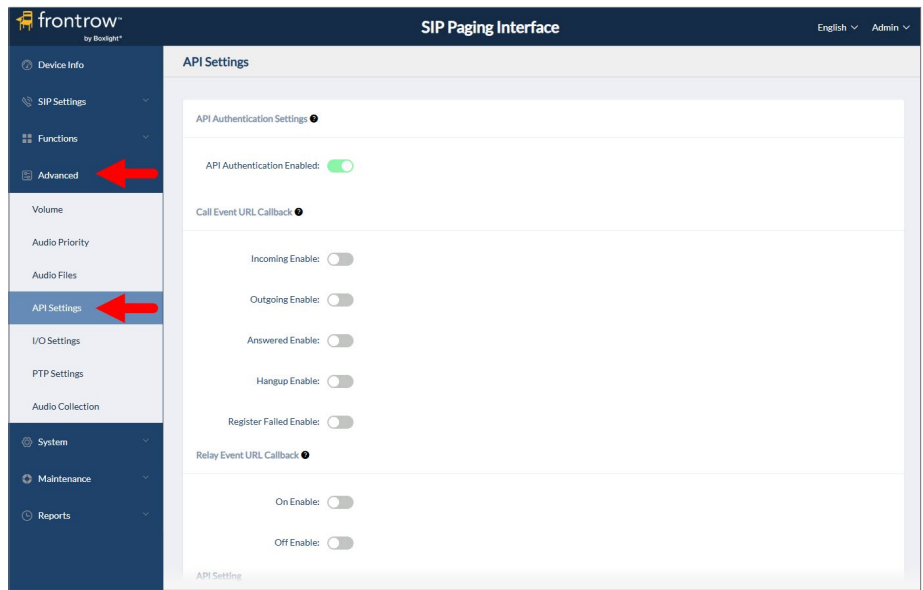 frontrow™
by Boxlight®
SIP Paging Interface
English
Admin
Device Info
SIP Settings
Functions
Advanced
Volume
Audio Priority
Audio Files
API Settings
I/O Settings
PTP Settings
Audio Collection
System
Maintenance
Reports
API Settings
API Authentication Settings ?
API Authentication Enabled:
Call Event URL Callback ?
Incoming Enable:
Outgoing Enable:
Answered Enable:
Hangup Enable:
Register Failed Enable:
Relay Event URL Callback ?
On Enable:
Off Enable:
API Setting